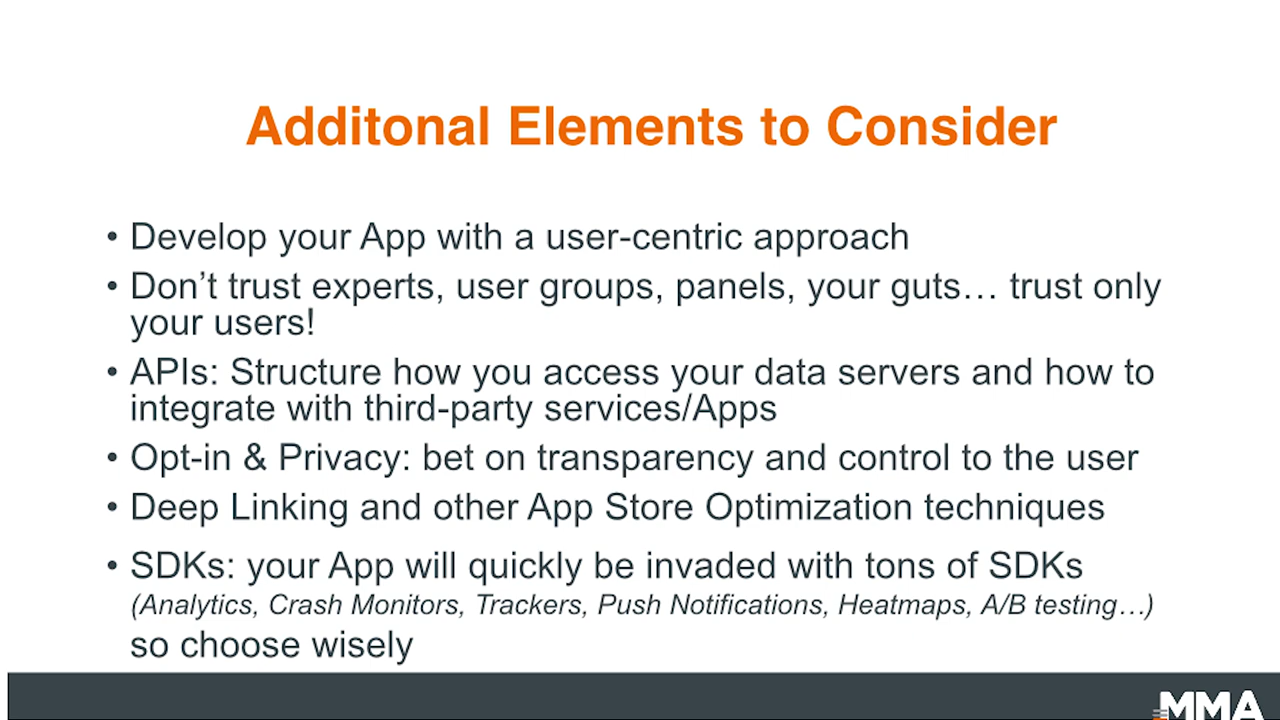 Additonal Elements to Consider
• Develop your App with a user-centric approach
• Don’t trust experts, user groups, panels, your guts… trust only
your users!
• APIs: Structure how you access your data servers and how to
integrate with third-party services/Apps
• Opt-in & Privacy: bet on transparency and control to the user
• Deep Linking and other App Store Optimization techniques
• SDKs: your App will quickly be invaded with tons of SDKs
(Analytics, Crash Monitors, Trackers, Push Notifications, Heatmaps, A/B testing…)
so choose wisely
MMA